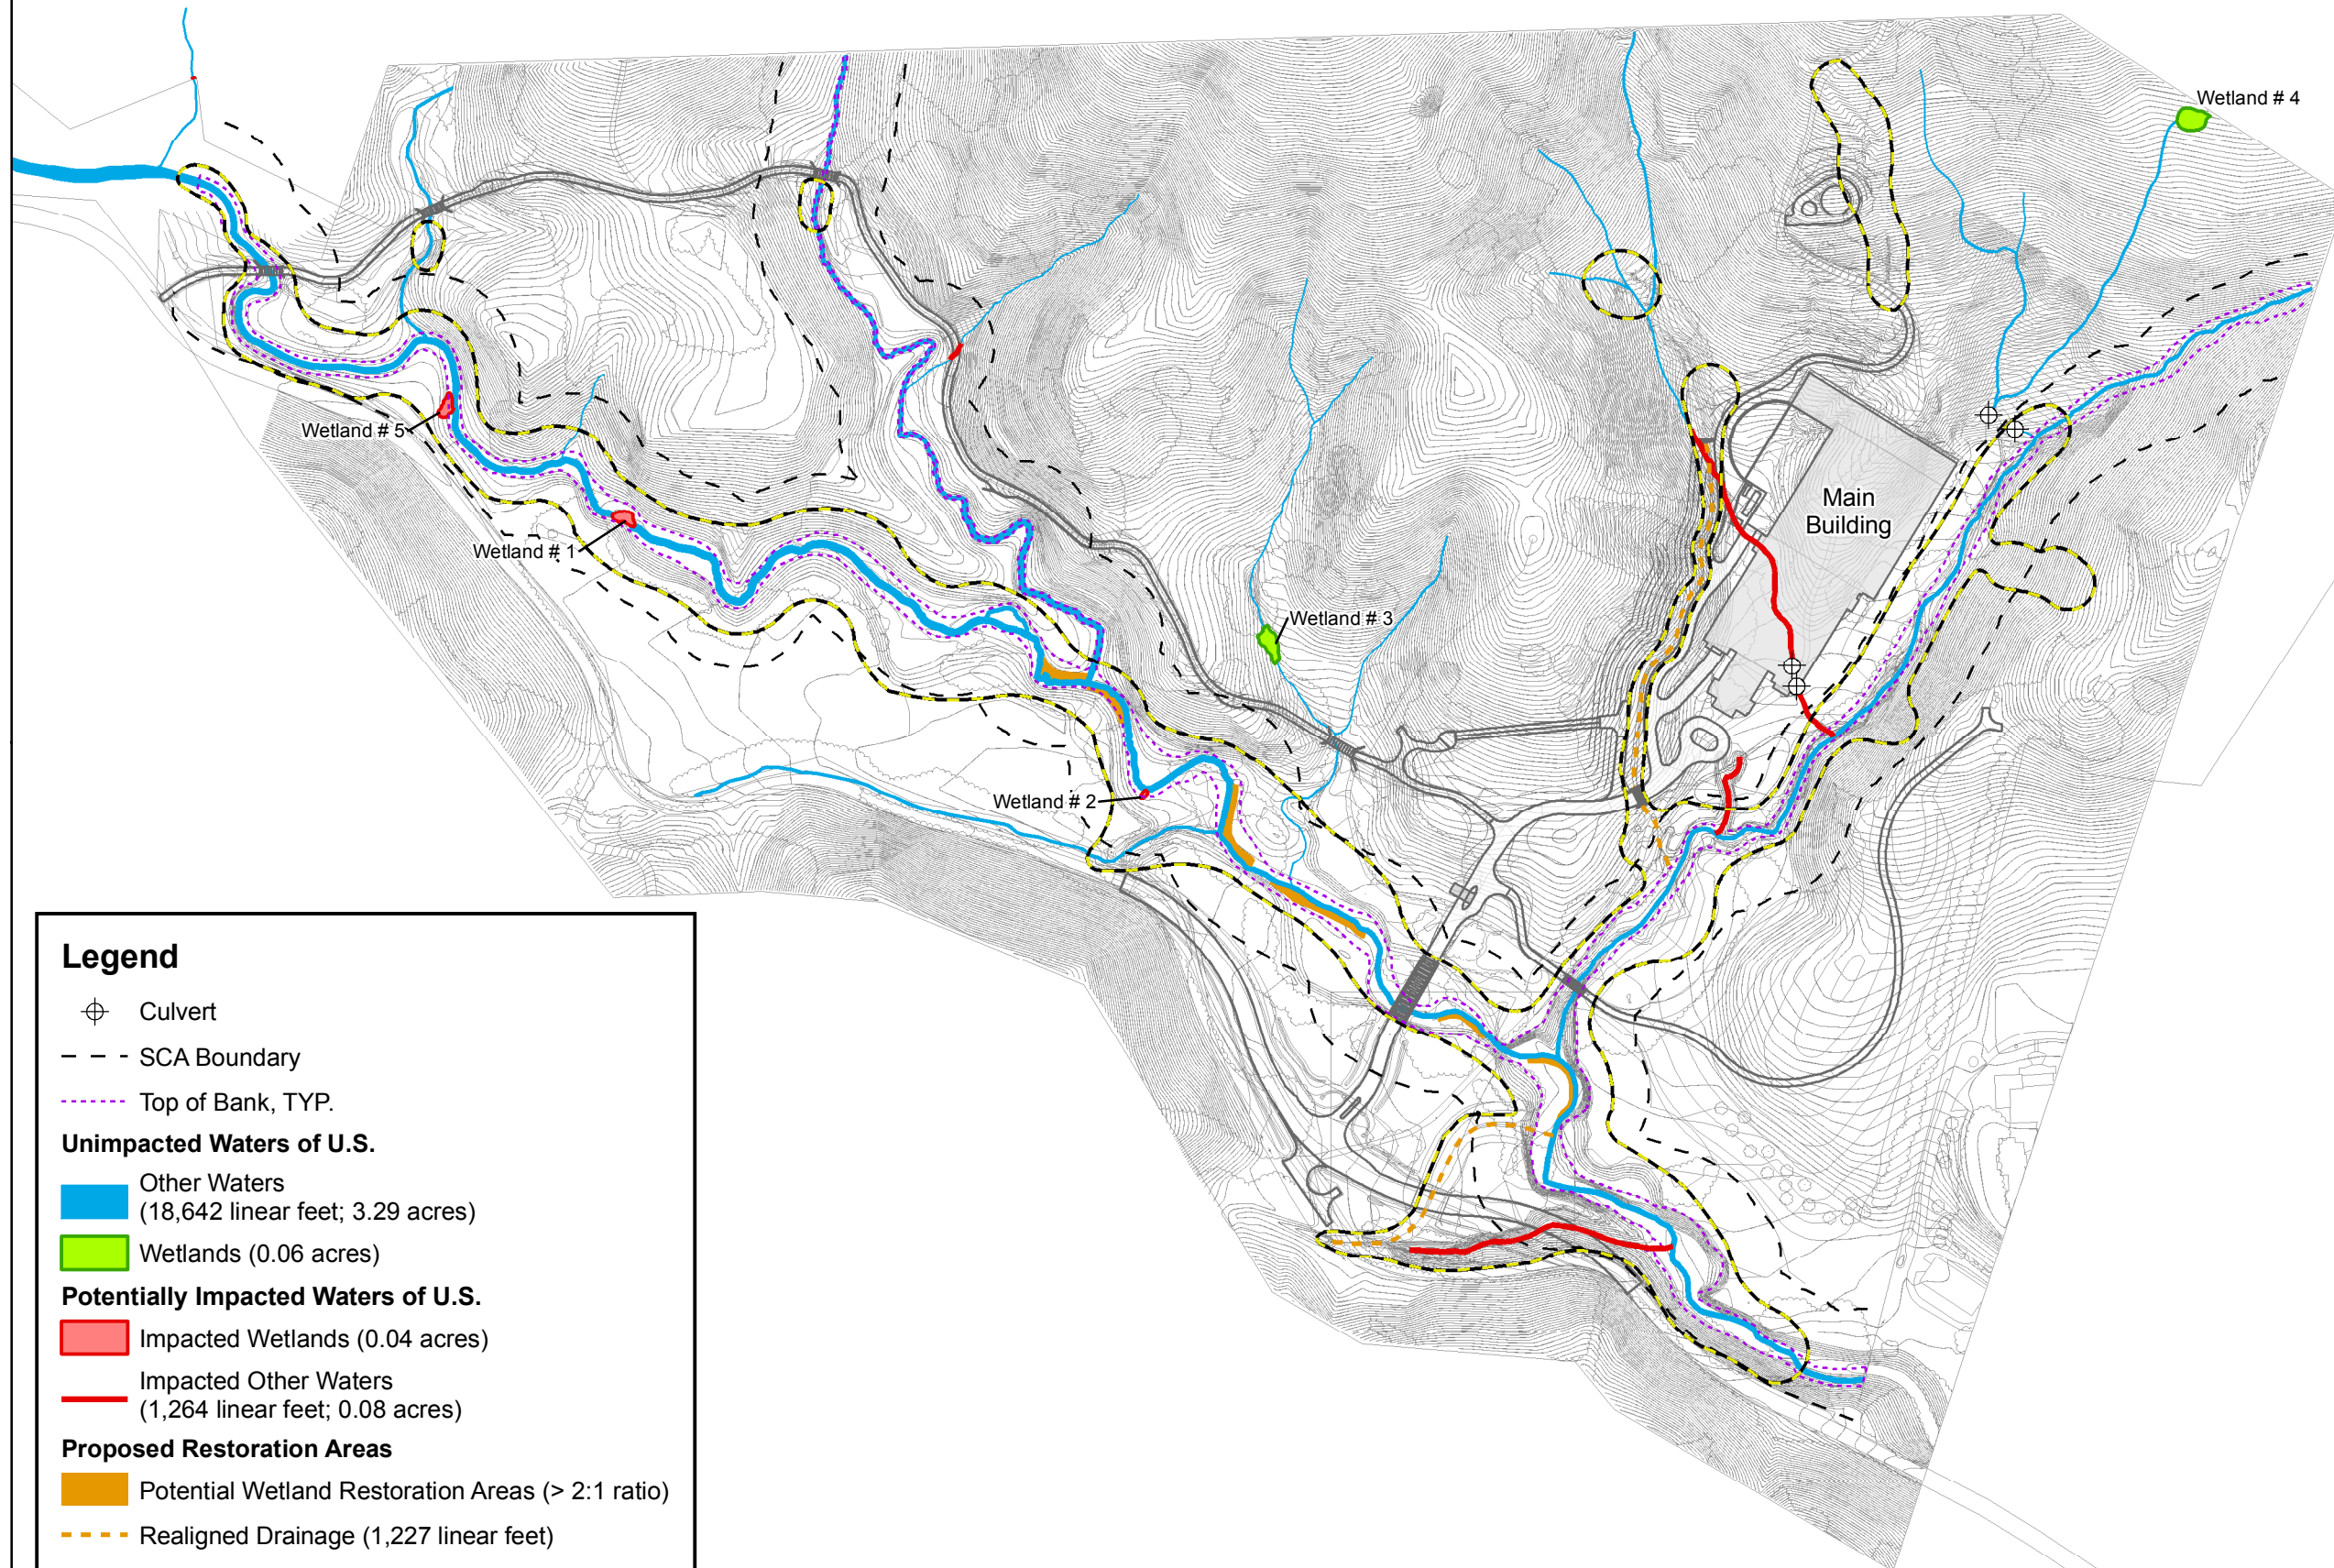 Wetland # 4
Wetland # 5
Main
Building
Wetland # 1
Wetland # 3
Wetland # 2
Legend
Culvert
SCA Boundary
Top of Bank, TYP.
Unimpacted Waters of U.S.
Other Waters
(18,642 linear feet; 3.29 acres)
Wetlands (0.06 acres)
Potentially Impacted Waters of U.S.
Impacted Wetlands (0.04 acres)
Impacted Other Waters
(1,264 linear feet; 0.08 acres)
Proposed Restoration Areas
Potential Wetland Restoration Areas (> 2:1 ratio)
Realigned Drainage (1,227 linear feet)